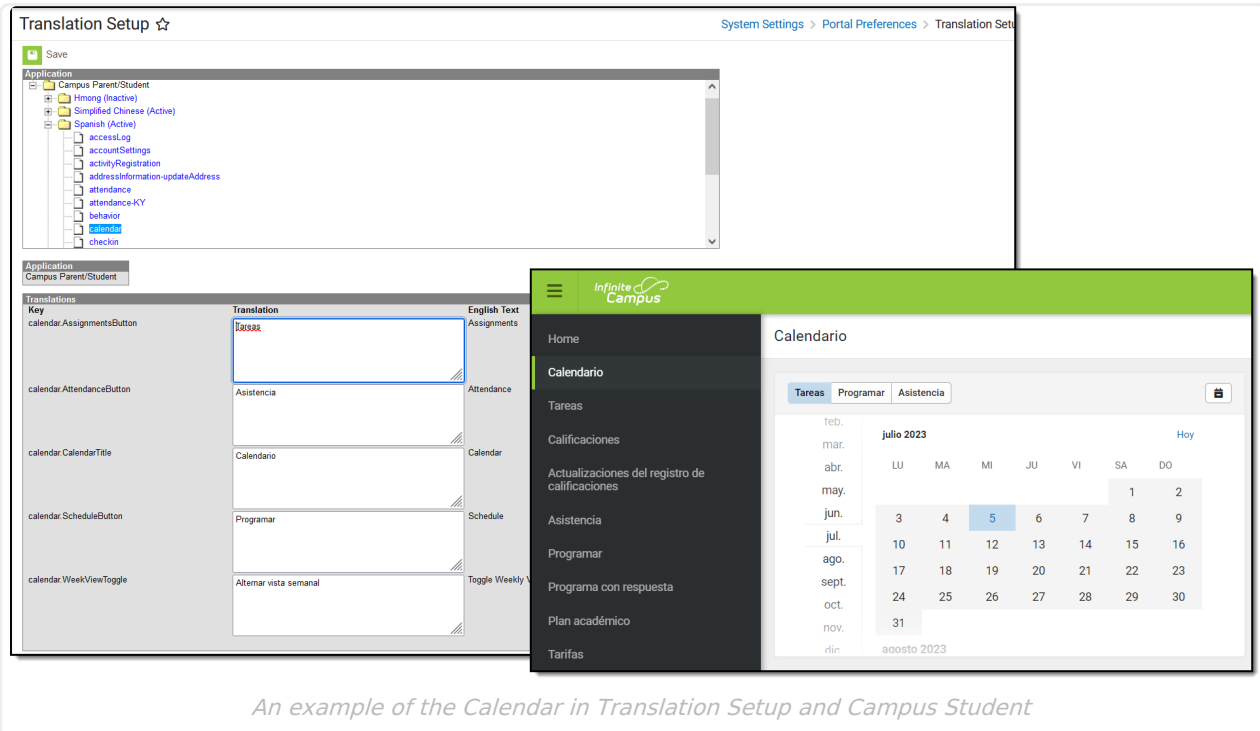 Translation Setup
System Settings > Portal Preferences > Translation Setu
Save
Application
Campus Parent/Student
Hmong (Inactive)
Simplified Chinese (Active)
Spanish (Active)
accessLog
accountSettings
activityRegistration
addressInformation-updateAddress
attendance
attendance-KY
behavior
calendar
checkin
Application
Campus Parent/Student
Translations
Key Translation English Text
calendar.AssignmentsButton Tareas Assignments
calendar.AttendanceButton Asistencia Attendance
calendar.CalendarTitle Calendario Calendar
calendar.ScheduleButton Programar Schedule
calendar.WeekViewToggle Alternar vista semanal Toggle Weekly V
Infinite
Campus
Home
Calendario
Tareas
Calificaciones
Actualizaciones del registro de
calificaciones
Asistencia
Programar
Programa con respuesta
Plan académico
Tarifas
Calendario
Tareas Programar Asistencia
feb.
mar.
abr.
may.
jun.
jul.
ago.
sept.
oct.
nov.
dic.
julio 2023 Hoy
LU MA MI JU VI SA DO
1 2
3 4 5 6 7 8 9
10 11 12 13 14 15 16
17 18 19 20 21 22 23
24 25 26 27 28 29 30
31
agosto 2023
An example of the Calendar in Translation Setup and Campus Student